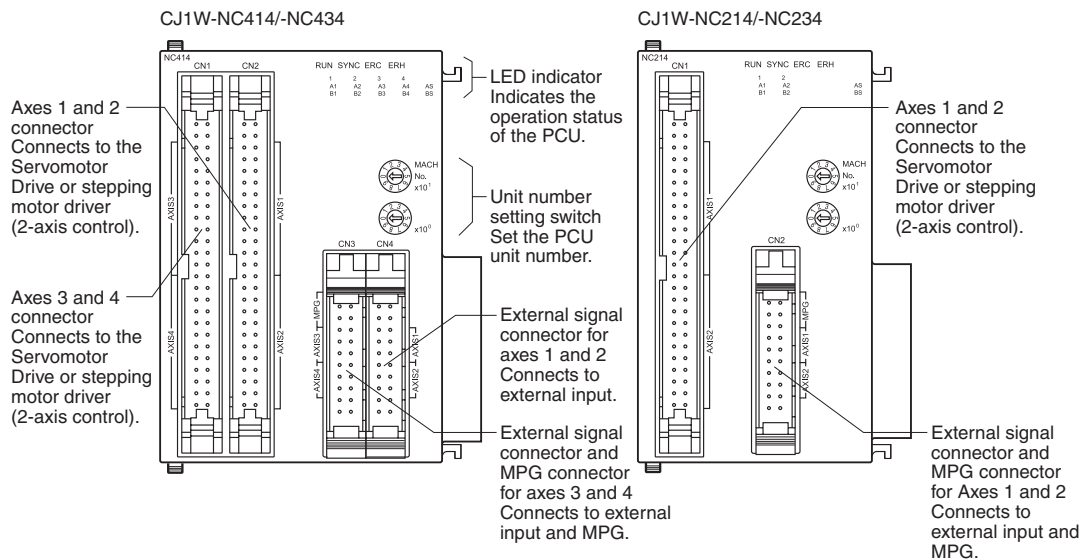 CJ1W-NC414/-NC434
NC414
CN1 CN2
RUN SYNC ERC ERH
1 2 3 4
A1 A2 A3 A4 AS
B1 B2 B3 B4 BS
LED indicator
Indicates the
operation status
of the PCU.
Axes 1 and 2
connector
Connects to the
Servomotor
Drive or stepping
motor driver
(2-axis control).
MACH
No.
x10¹
x10⁰
Unit number
setting switch
Set the PCU
unit number.
AXIS3
AXIS1
CN3 CN4
Axes 3 and 4
connector
Connects to the
Servomotor
Drive or stepping
motor driver
(2-axis control).
AXIS4
AXIS2
MPG
AXIS3
AXIS4
AXIS1
AXIS2
External signal
connector for
axes 1 and 2
Connects to
external input.
External signal
connector and
MPG connector
for axes 3 and 4
Connects to external
input and MPG.
CJ1W-NC214/-NC234
NC214
CN1
RUN SYNC ERC ERH
1 2
A1 A2 AS
B1 B2 BS
MACH
No.
x10¹
x10⁰
Axes 1 and 2
connector
Connects to the
Servomotor
Drive or stepping
motor driver
(2-axis control).
AXIS1
AXIS2
CN2
MPG
AXIS1
AXIS2
External signal
connector and
MPG connector
for Axes 1 and 2
Connects to
external input and
MPG.